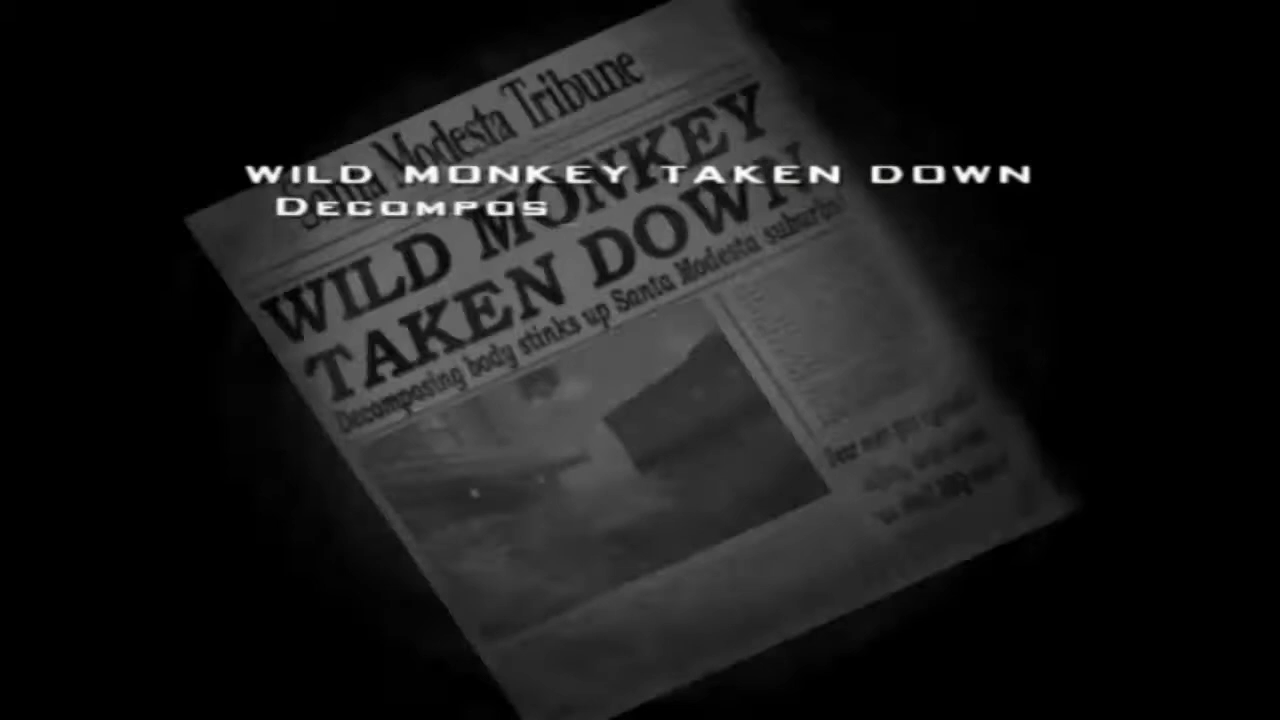 Santa Modesta Tribune
WILD MONKEY TAKEN DOWN
Decompos
WILD MONKEY
TAKEN DOWN
Decomposing body stinks up Santa Modesta suburbs!